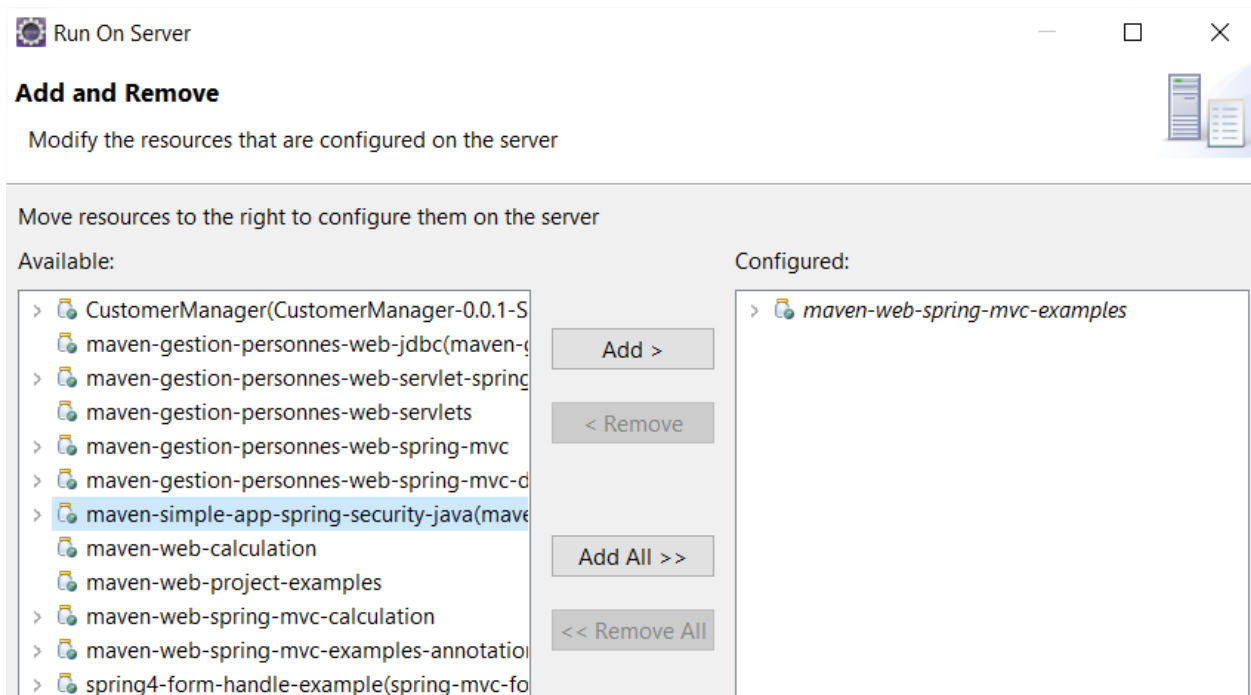 Run On Server
Add and Remove
Modify the resources that are configured on the server
Move resources to the right to configure them on the server
Available:
Configured:
CustomerManager(CustomerManager-0.0.1-S
maven-gestion-personnes-web-jdbc(maven-g
maven-gestion-personnes-web-servlet-spring
maven-gestion-personnes-web-servlets
maven-gestion-personnes-web-spring-mvc
maven-gestion-personnes-web-spring-mvc-d
maven-simple-app-spring-security-java(mave
maven-web-calculation
maven-web-project-examples
maven-web-spring-mvc-calculation
maven-web-spring-mvc-examples-annotation
spring4-form-handle-example(spring-mvc-fo
Add >
< Remove
Add All >>
<< Remove All
maven-web-spring-mvc-examples